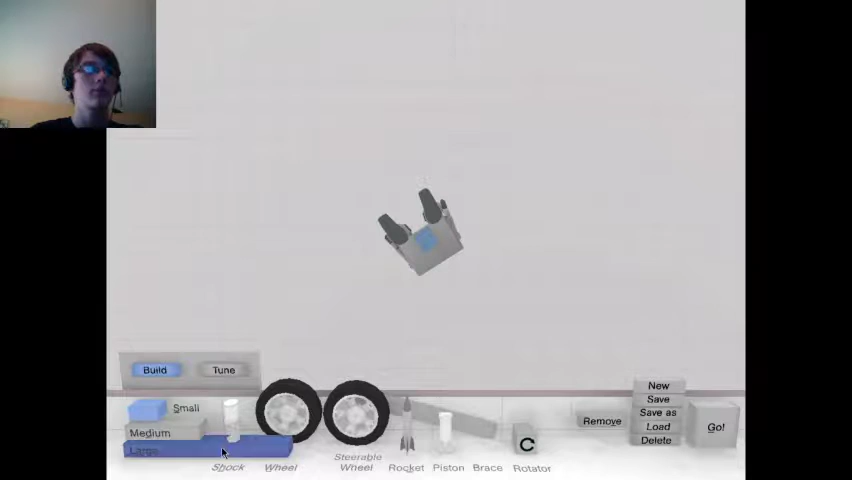 Build
Tune
New
Small
Save
Save as
Medium
Remove
Load
Go!
Large
Delete
Shock
Wheel
Steerable
Wheel
Rocket
Piston
Brace
Rotator
C